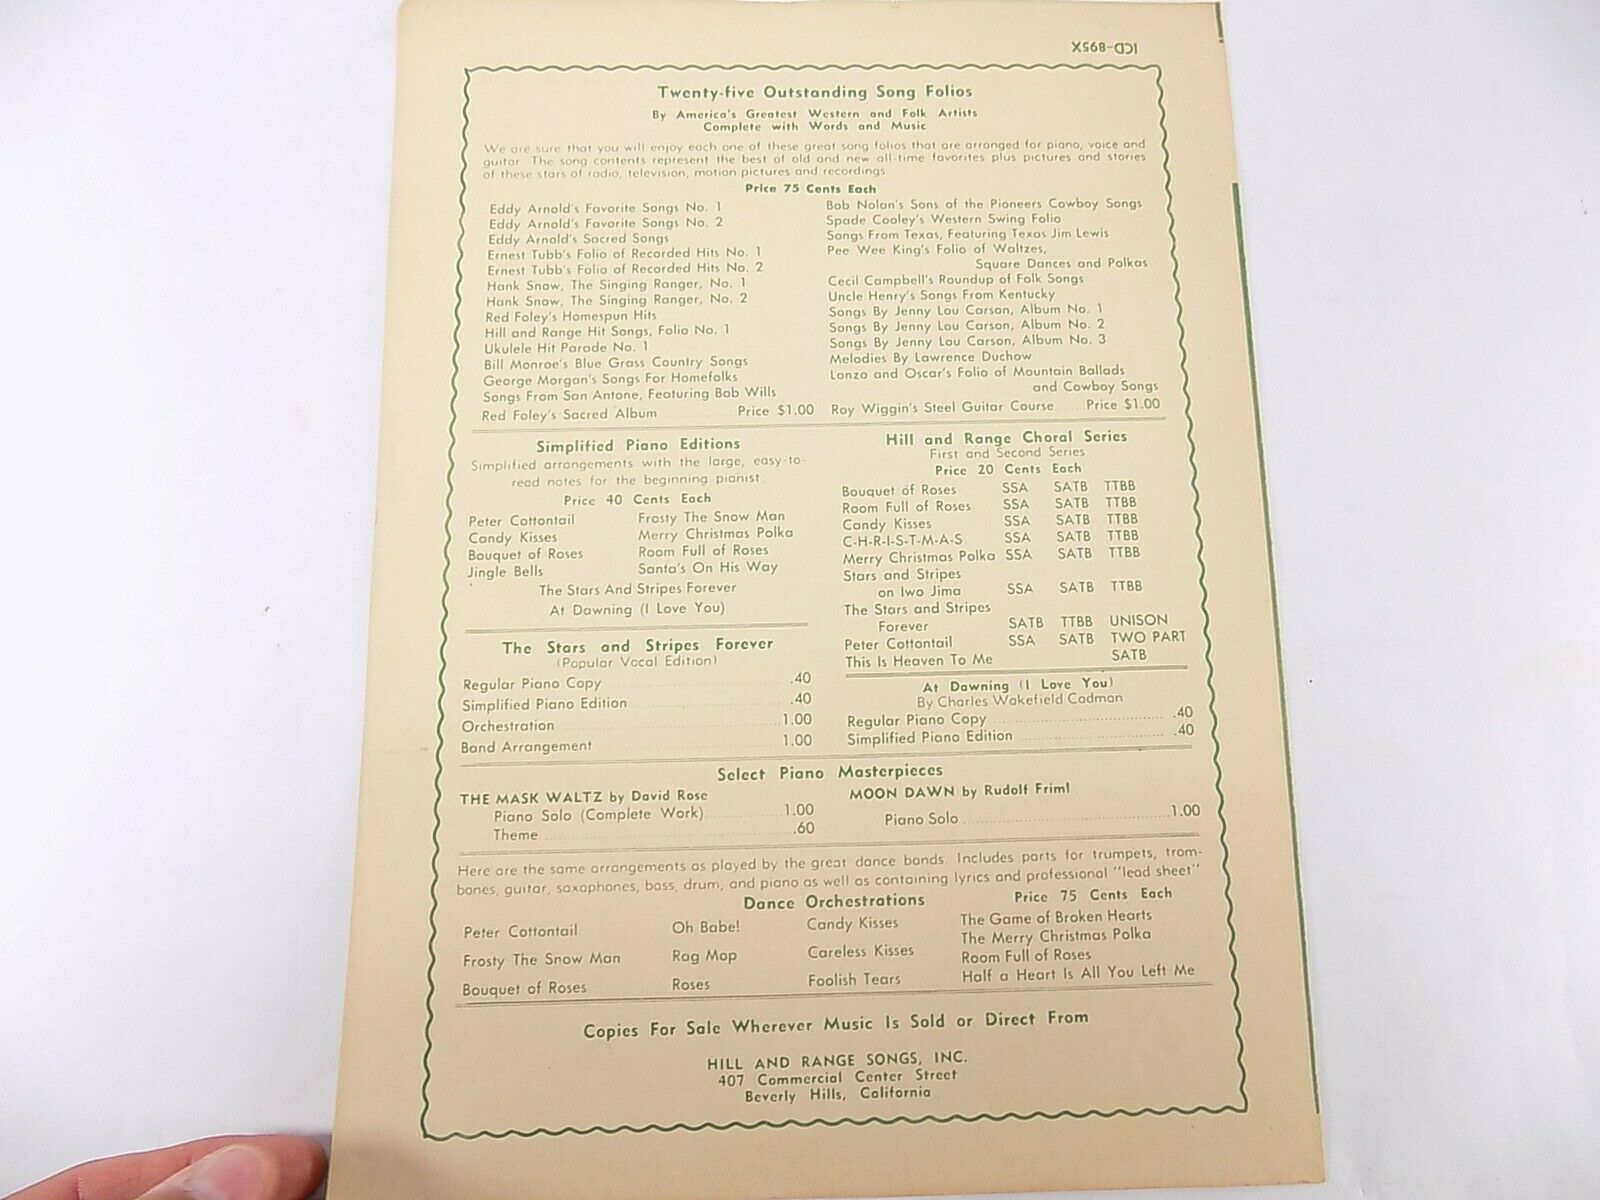 ICD-895X
Twenty-five Outstanding Song Folios
By America's Greatest Western and Folk Artists
Complete with Words and Music
We are sure that you will enjoy each one of these great song folios that are arranged for piano, voice and
guitar. The song contents represent the best of old and new all-time favorites plus pictures and stories
of these stars of radio, television, motion pictures and recordings
Price 75 Cents Each
Eddy Arnold's Favorite Songs No. 1
Eddy Arnold's Favorite Songs No. 2
Eddy Arnold's Sacred Songs
Ernest Tubb's Folio of Recorded Hits No. 1
Ernest Tubb's Folio of Recorded Hits No. 2
Hank Snow, The Singing Ranger, No. 1
Hank Snow, The Singing Ranger, No. 2
Red Foley's Homespun Hits
Hill and Range Hit Songs, Folio No. 1
Ukulele Hit Parade No. 1
Bill Monroe's Blue Grass Country Songs
George Morgan's Songs For Homefolks
Songs From San Antone, Featuring Bob Wills
Red Foley's Sacred Album Price $1.00
Bob Nolan's Sons of the Pioneers Cowboy Songs
Spade Cooley's Western Swing Folio
Songs From Texas, Featuring Texas Jim Lewis
Pee Wee King's Folio of Waltzes,
Square Dances and Polkas
Cecil Campbell's Roundup of Folk Songs
Uncle Henry's Songs From Kentucky
Songs By Jenny Lou Carson, Album No. 1
Songs By Jenny Lou Carson, Album No. 2
Songs By Jenny Lou Carson, Album No. 3
Melodies By Lawrence Duchow
Lonzo and Oscar's Folio of Mountain Ballads
and Cowboy Songs
Roy Wiggin's Steel Guitar Course Price $1.00
Simplified Piano Editions
Simplified arrangements with the large, easy-to-
read notes for the beginning pianist.
Price 40 Cents Each
Peter Cottontail Frosty The Snow Man
Candy Kisses Merry Christmas Polka
Bouquet of Roses Room Full of Roses
Jingle Bells Santa's On His Way
The Stars And Stripes Forever
At Dawning (I Love You)
The Stars and Stripes Forever
(Popular Vocal Edition)
Regular Piano Copy .40
Simplified Piano Edition .40
Orchestration 1.00
Band Arrangement 1.00
Hill and Range Choral Series
First and Second Series
Price 20 Cents Each
Bouquet of Roses SSA SATB TTBB
Room Full of Roses SSA SATB TTBB
Candy Kisses SSA SATB TTBB
C-H-R-I-S-T-M-A-S SSA SATB TTBB
Merry Christmas Polka SSA SATB TTBB
Stars and Stripes
on Iwo Jima SSA SATB TTBB
The Stars and Stripes
Forever SATB TTBB UNISON
Peter Cottontail SSA SATB TWO PART
This Is Heaven To Me SATB
At Dawning (I Love You)
By Charles Wakefield Cadman
Regular Piano Copy .40
Simplified Piano Edition .40
Select Piano Masterpieces
THE MASK WALTZ by David Rose
Piano Solo (Complete Work) 1.00
Theme .60
MOON DAWN by Rudolf Friml
Piano Solo 1.00
Here are the same arrangements as played by the great dance bands. Includes parts for trumpets, trom-
bones, guitar, saxophones, bass, drum, and piano as well as containing lyrics and professional "lead sheet"
Dance Orchestrations Price 75 Cents Each
Peter Cottontail
Frosty The Snow Man
Bouquet of Roses
Oh Babe!
Rag Mop
Roses
Candy Kisses
Careless Kisses
Foolish Tears
The Game of Broken Hearts
The Merry Christmas Polka
Room Full of Roses
Half a Heart Is All You Left Me
Copies For Sale Wherever Music Is Sold or Direct From
HILL AND RANGE SONGS, INC.
407 Commercial Center Street
Beverly Hills, California